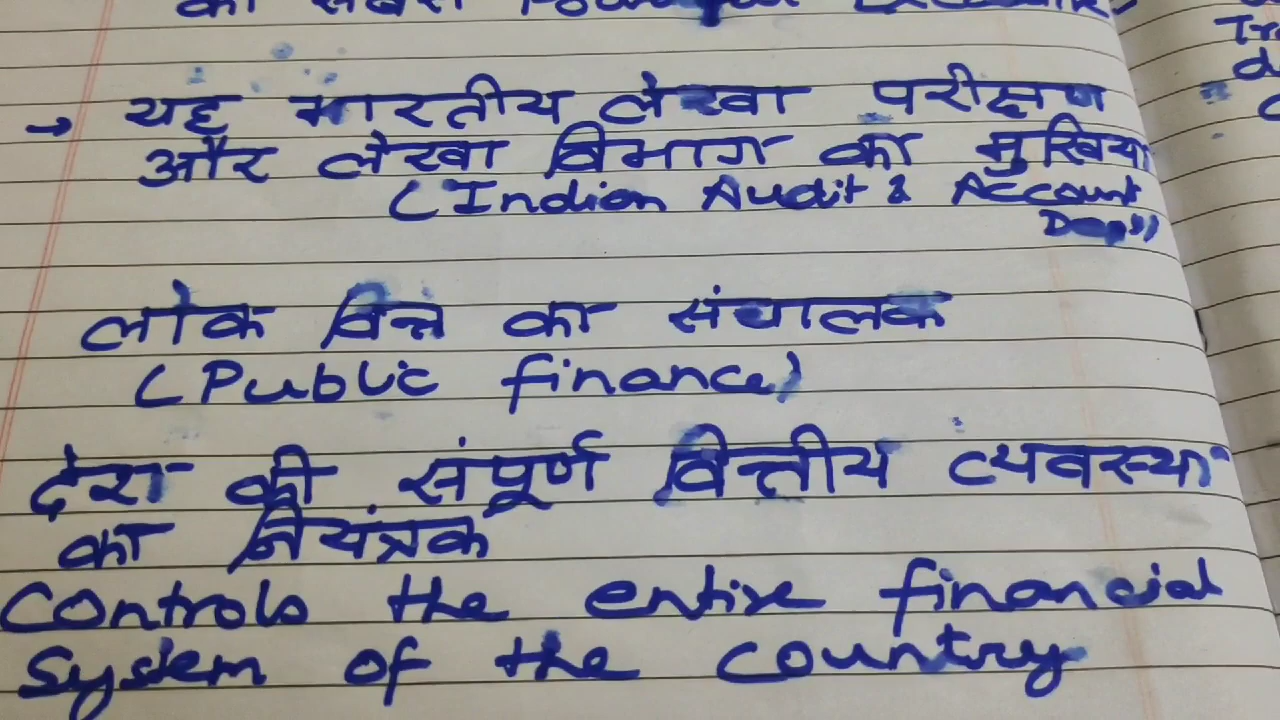 का सबसे
→ यह भारतीय लेखा परीक्षण
और लेखा विभाग का मुखिया
(Indian Audit & Account
Dep))
लोक वित्त का संचालक
(Public finance)
देश की संपूर्ण वित्तीय व्यवस्था
का नियंत्रक
Controls the entire financial
System of the country